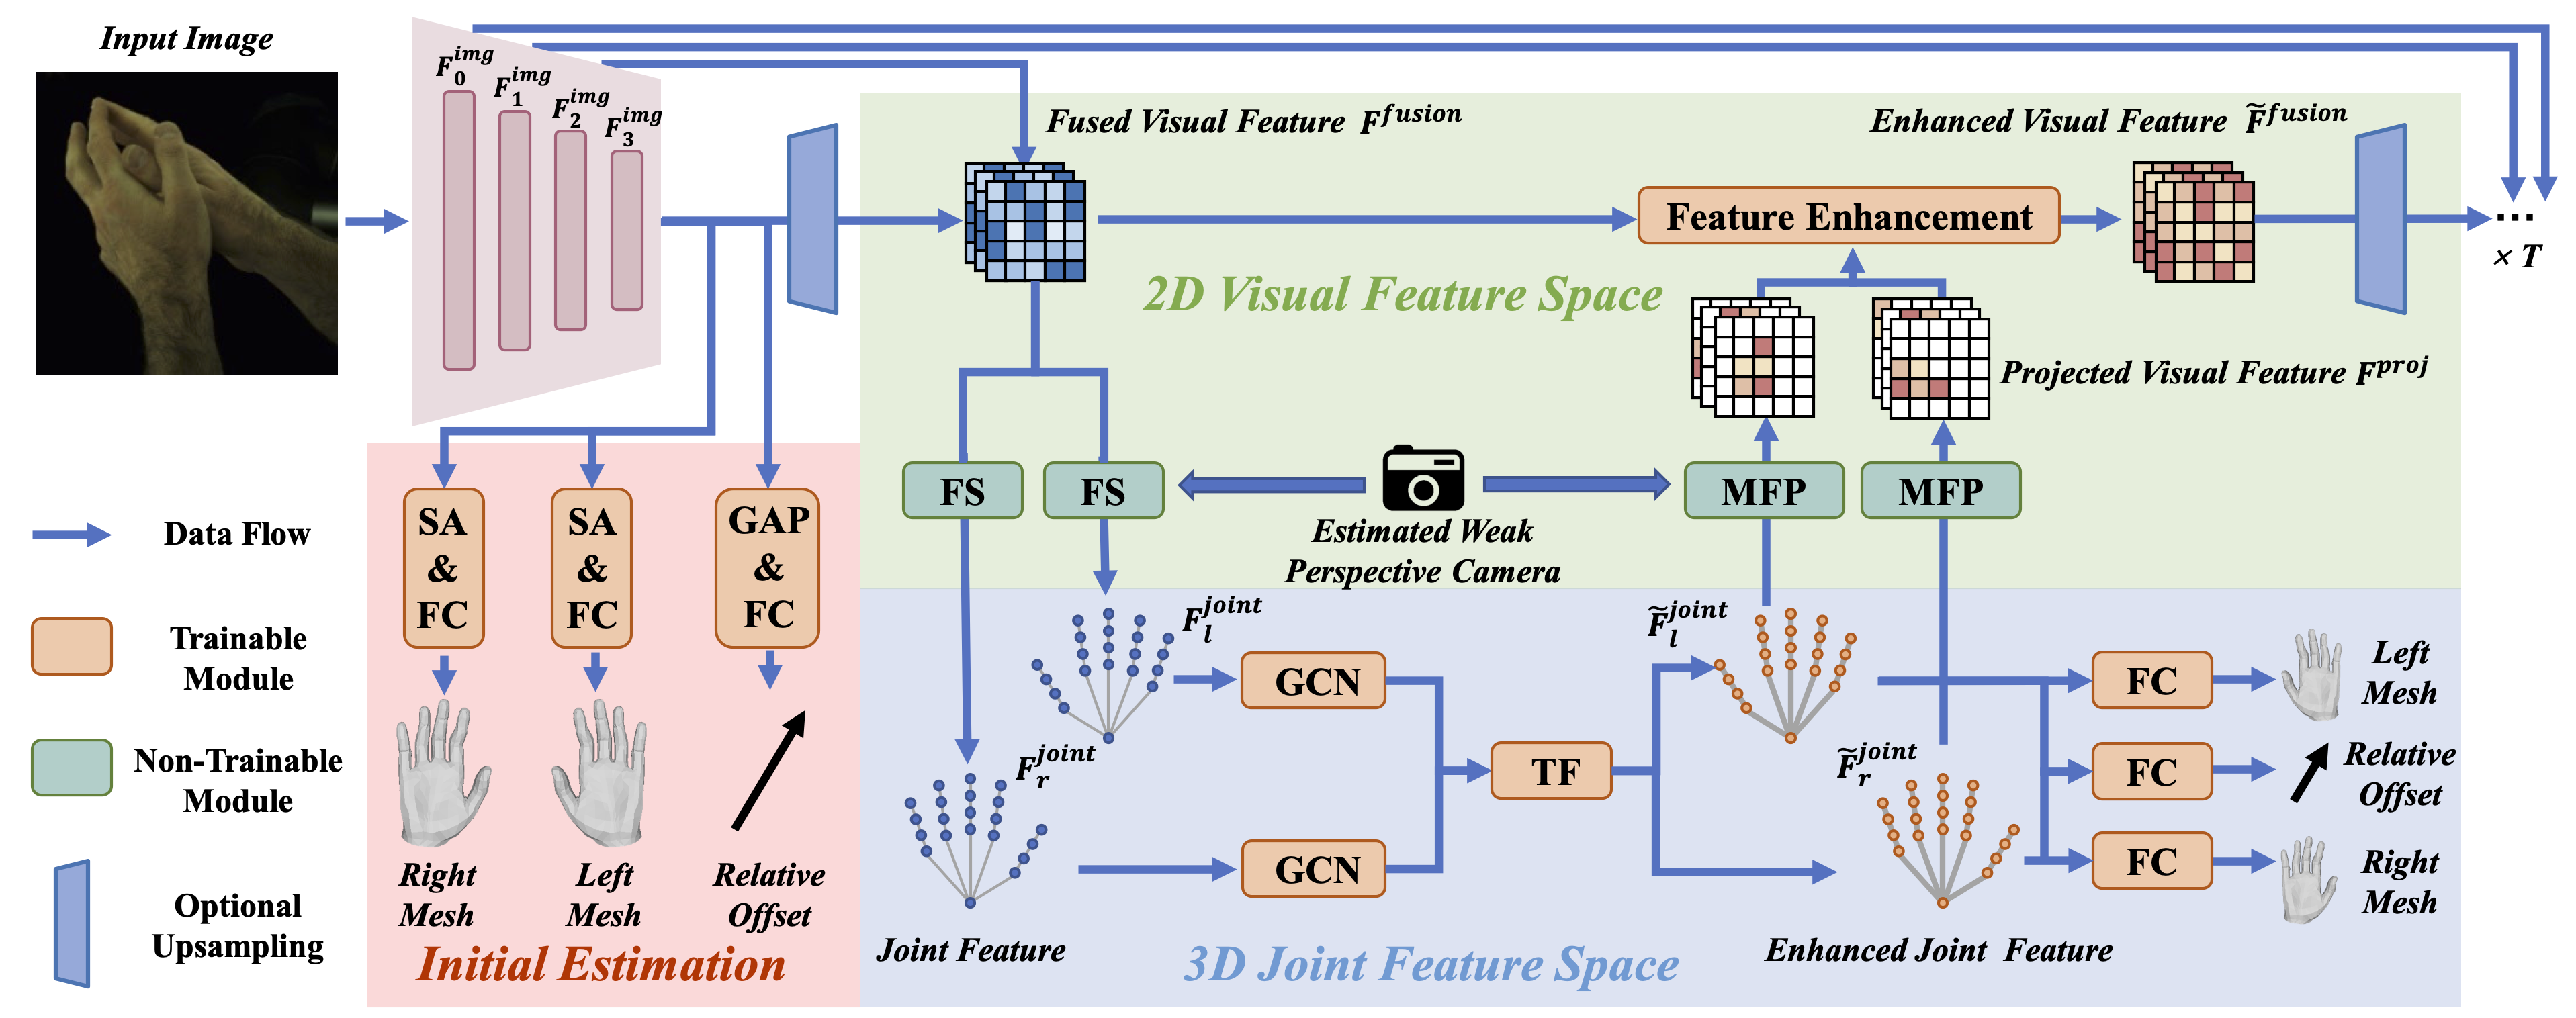 Input Image
F_0^{img}
F_1^{img}
F_2^{img}
F_3^{img}
Fused Visual Feature F^{fusion}
Enhanced Visual Feature F̃^{fusion}
Feature Enhancement
...
× T
2D Visual Feature Space
Projected Visual Feature F^{proj}
FS
FS
MFP
MFP
Estimated Weak
Perspective Camera
Data Flow
Trainable
Module
Non-Trainable
Module
Optional
Upsampling
SA
&
FC
SA
&
FC
GAP
&
FC
Right
Mesh
Left
Mesh
Relative
Offset
Initial Estimation
F_l^{joint}
F_r^{joint}
GCN
GCN
TF
F̃_l^{joint}
F̃_r^{joint}
FC
FC
FC
Left
Mesh
Relative
Offset
Right
Mesh
Joint Feature
Enhanced Joint Feature
3D Joint Feature Space